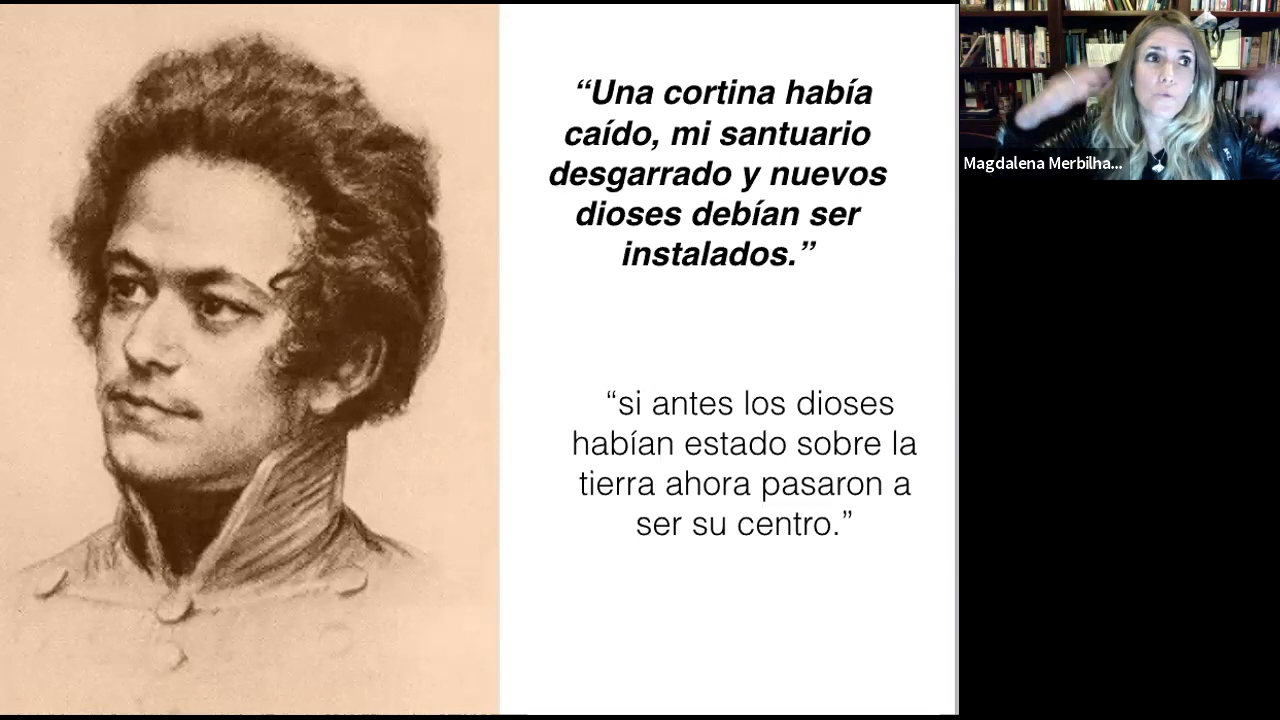 “Una cortina había
caído, mi santuario
desgarrado y nuevos
dioses debían ser
instalados.”
“si antes los dioses
habían estado sobre la
tierra ahora pasaron a
ser su centro.”
Magdalena Merbilha...